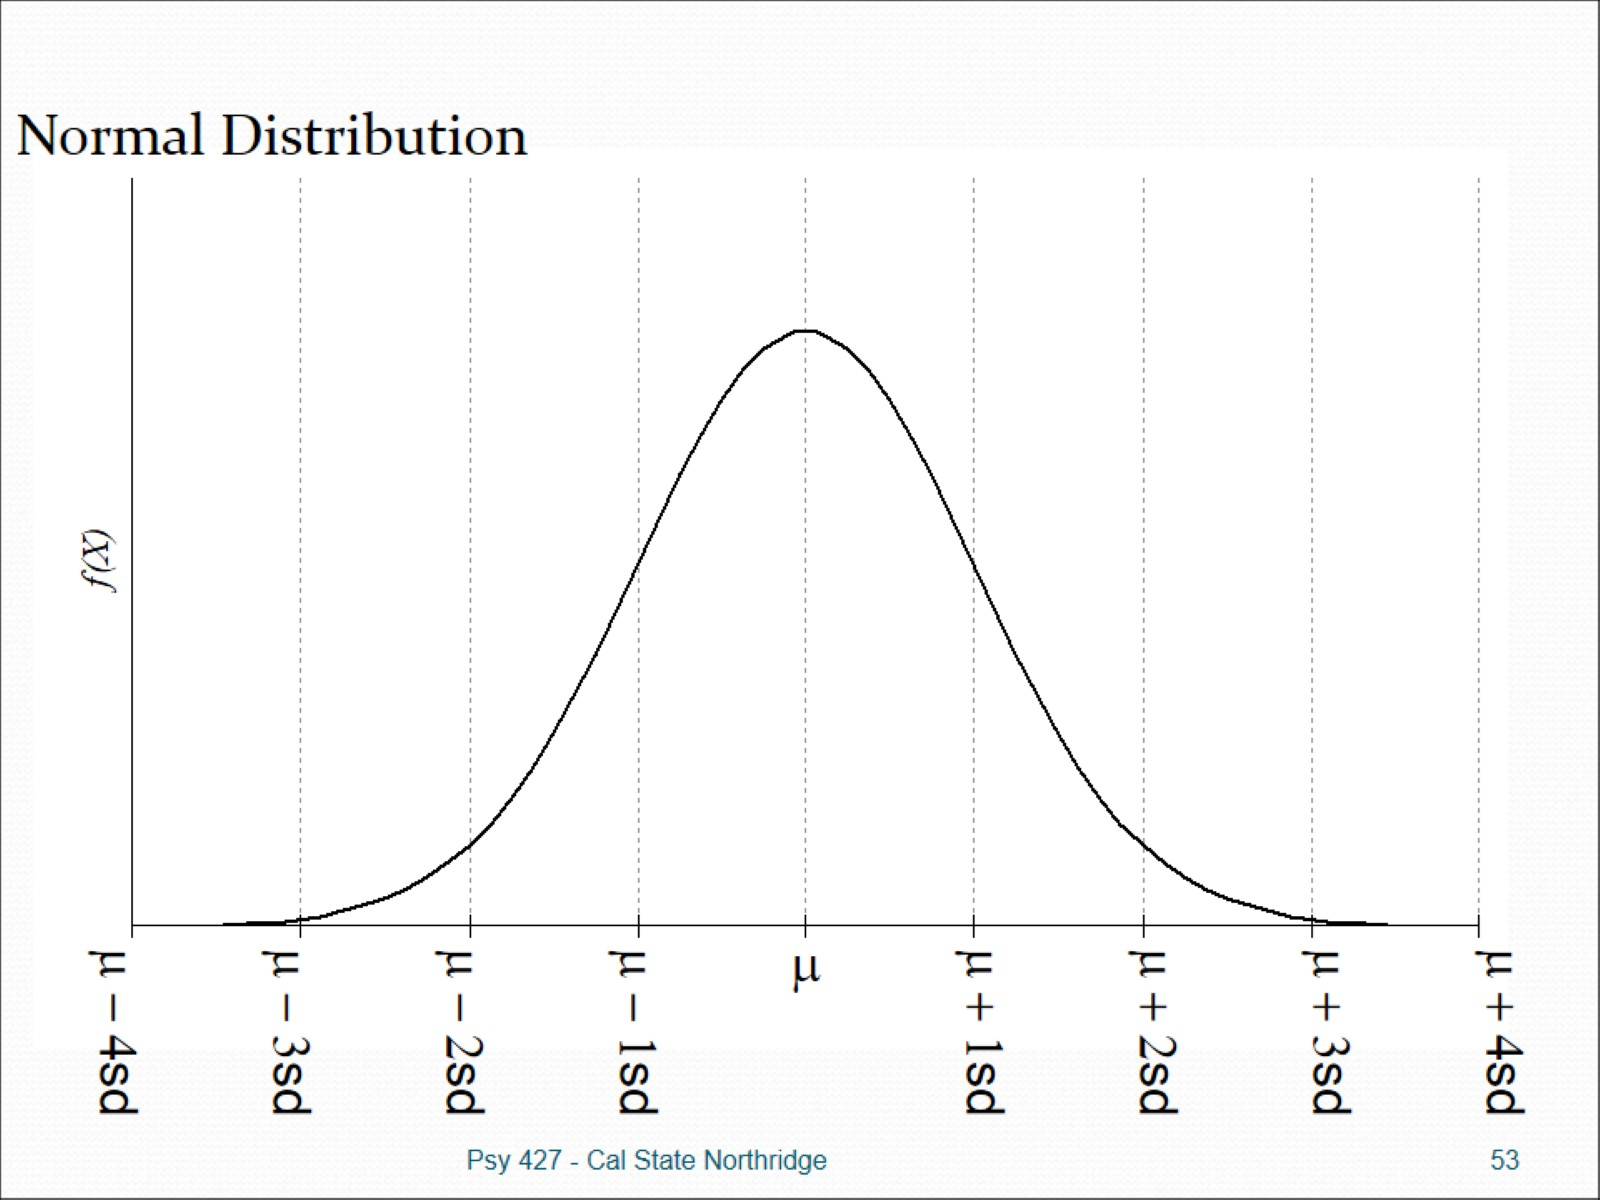 Normal Distribution
f(X)
μ – 4sd
μ – 3sd
μ – 2sd
μ – 1sd
μ
μ + 1sd
μ + 2sd
μ + 3sd
μ + 4sd
Psy 427 - Cal State Northridge
53